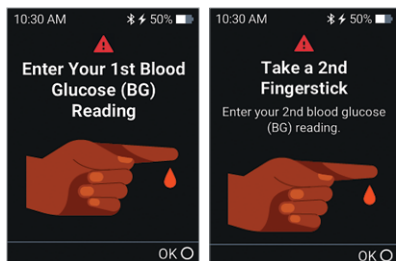 10:30 AM 50%
Enter Your 1st Blood
Glucose (BG)
Reading
OK
10:30 AM 50%
Take a 2nd
Fingerstick
Enter your 2nd blood glucose
(BG) reading.
OK